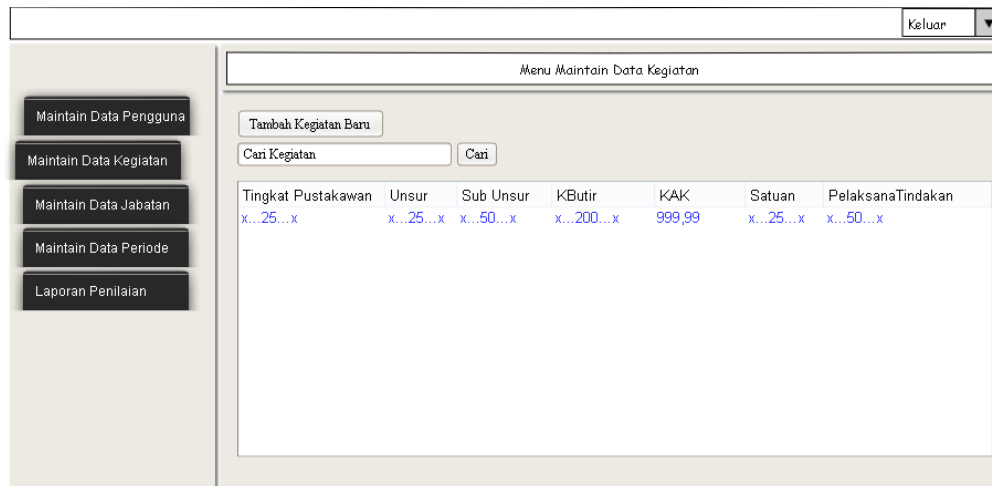 Keluar
Menu Maintain Data Kegiatan
Maintain Data Pengguna
Maintain Data Kegiatan
Maintain Data Jabatan
Maintain Data Periode
Laporan Penilaian
Tambah Kegiatan Baru
Cari Kegiatan Cari
Tingkat Pustakawan Unsur Sub Unsur KButir KAK Satuan PelaksanaTindakan
x...25...x x...25...x x...50...x x...200...x 999,99 x...25...x x...50...x